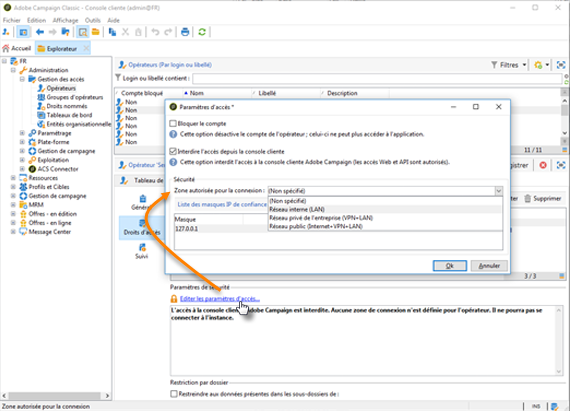 Adobe Campaign Classic - Console cliente (admin@FR)
Fichier Edition Affichage Outils Aide
Accueil Explorateur
FR
Administration
Gestion des accès
Opérateurs
Groupes d'opérateurs
Droits nommés
Tableaux de bord
Entités organisationnelle
Paramétrage
Plate-forme
Gestion de campagne
Exploitation
ACS Connector
Ressources
Profils et Cibles
Gestion de campagne
MRM
Offres - en édition
Offres - en ligne
Message Center
Opérateurs (Par login ou libellé)
Filtres
Login ou libellé contient :
Compte bloqué Nom Libellé Description
Non
Non
Non
Non
Non
Non
11 / 11
Opérateur 'Se
Tableau de
Général
Droits d'accès
Suivi
Supprimer
3 / 3
Paramètres d'accès *
Bloquer le compte
Cette option désactive le compte de l'opérateur ; celui-ci ne peut plus accéder à l'application.
Interdire l'accès depuis la console cliente
Cette option interdit l'accès à la console cliente Adobe Campaign (les accès Web et API sont autorisés).
Sécurité
Zone autorisée pour la connexion : (Non spécifié)
(Non spécifié)
Réseau interne (LAN)
Réseau privé de l'entreprise (VPN+LAN)
Réseau public (Internet+VPN+LAN)
Liste des masques IP de confiance
Masque
127.0.0.1
Ok Annuler
Paramètres de sécurité
Editer les paramètres d'accès...
L'accès à la console cliente Adobe Campaign est interdite. Aucune zone de connexion n'est définie pour l'opérateur. Il ne pourra pas se
connecter à l'instance.
Restriction par dossier
Restreindre aux données présentes dans les sous-dossiers de :
Zone autorisée pour la connexion
INS